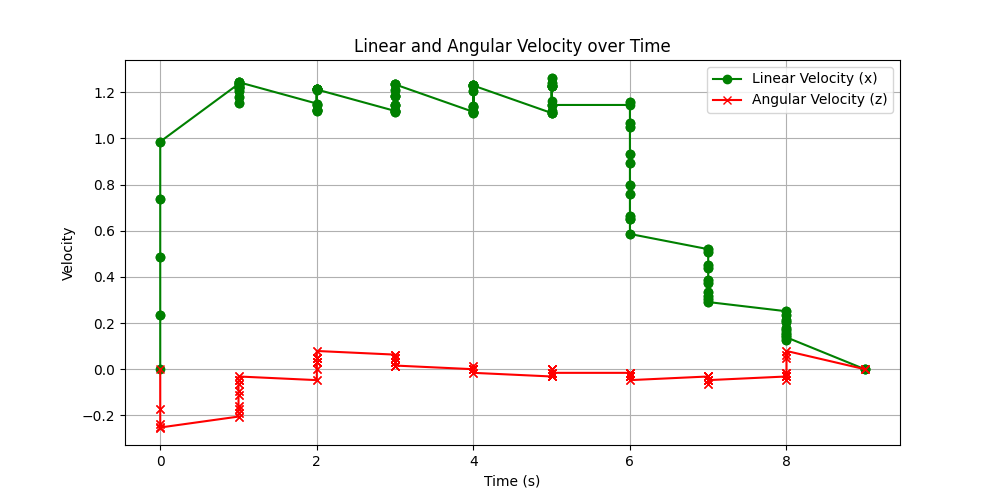 Linear and Angular Velocity over Time
Linear Velocity (x)
Angular Velocity (z)
1.2
1.0
0.8
0.6
0.4
0.2
0.0
−0.2
Velocity
0 2 4 6 8
Time (s)